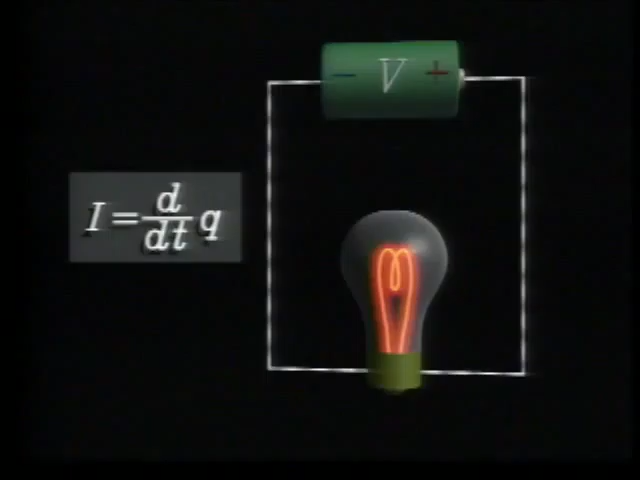 − V +
I = d/dt q